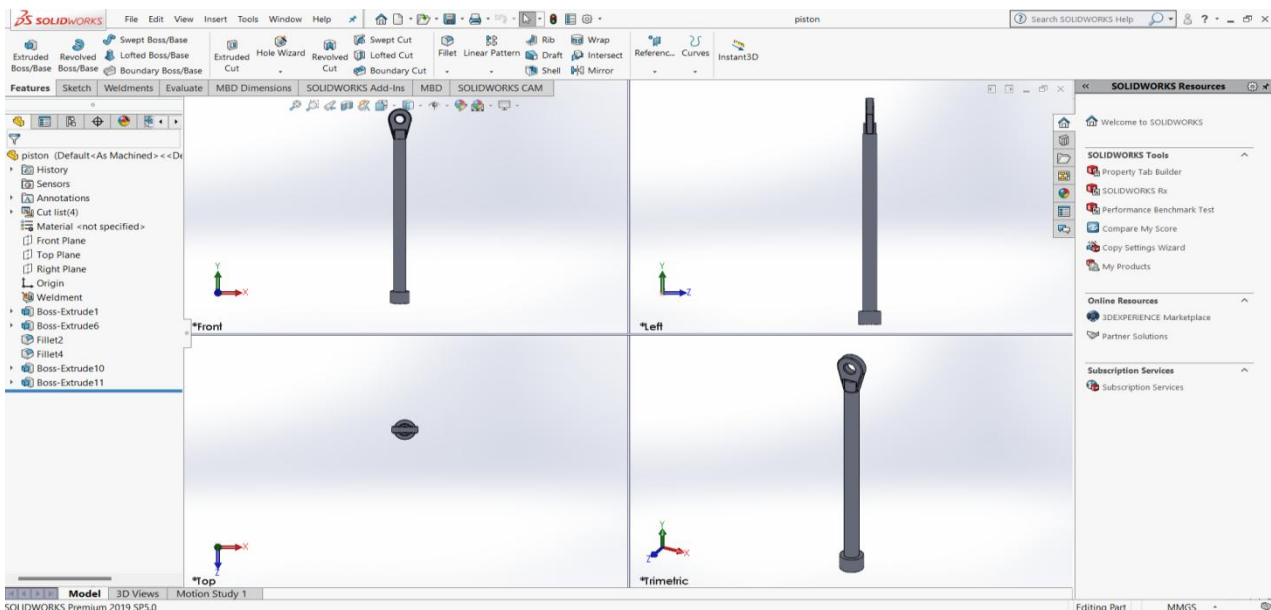 SOLIDWORKS File Edit View Insert Tools Window Help piston Search SOLIDWORKS Help
Extruded Boss/Base
Revolved Boss/Base
Swept Boss/Base
Lofted Boss/Base
Boundary Boss/Base
Extruded Cut
Hole Wizard
Revolved Cut
Swept Cut
Lofted Cut
Boundary Cut
Fillet
Linear Pattern
Rib
Draft
Shell
Wrap
Intersect
Mirror
Referenc...
Curves
Instant3D
Features Sketch Weldments Evaluate MBD Dimensions SOLIDWORKS Add-Ins MBD SOLIDWORKS CAM
piston (Default<As Machined><<De
History
Sensors
Annotations
Cut list(4)
Material <not specified>
Front Plane
Top Plane
Right Plane
Origin
Weldment
Boss-Extrude1
Boss-Extrude6
Fillet2
Fillet4
Boss-Extrude10
Boss-Extrude11
Y
X
*Front
Y
Z
*Left
X
Z
*Top
Y
X
Z
*Trimetric
SOLIDWORKS Resources
Welcome to SOLIDWORKS
SOLIDWORKS Tools
Property Tab Builder
SOLIDWORKS Rx
Performance Benchmark Test
Compare My Score
Copy Settings Wizard
My Products
Online Resources
3DEXPERIENCE Marketplace
Partner Solutions
Subscription Services
Subscription Services
Model 3D Views Motion Study 1
SOLIDWORKS Premium 2019 SP5.0
Editing Part MMGS